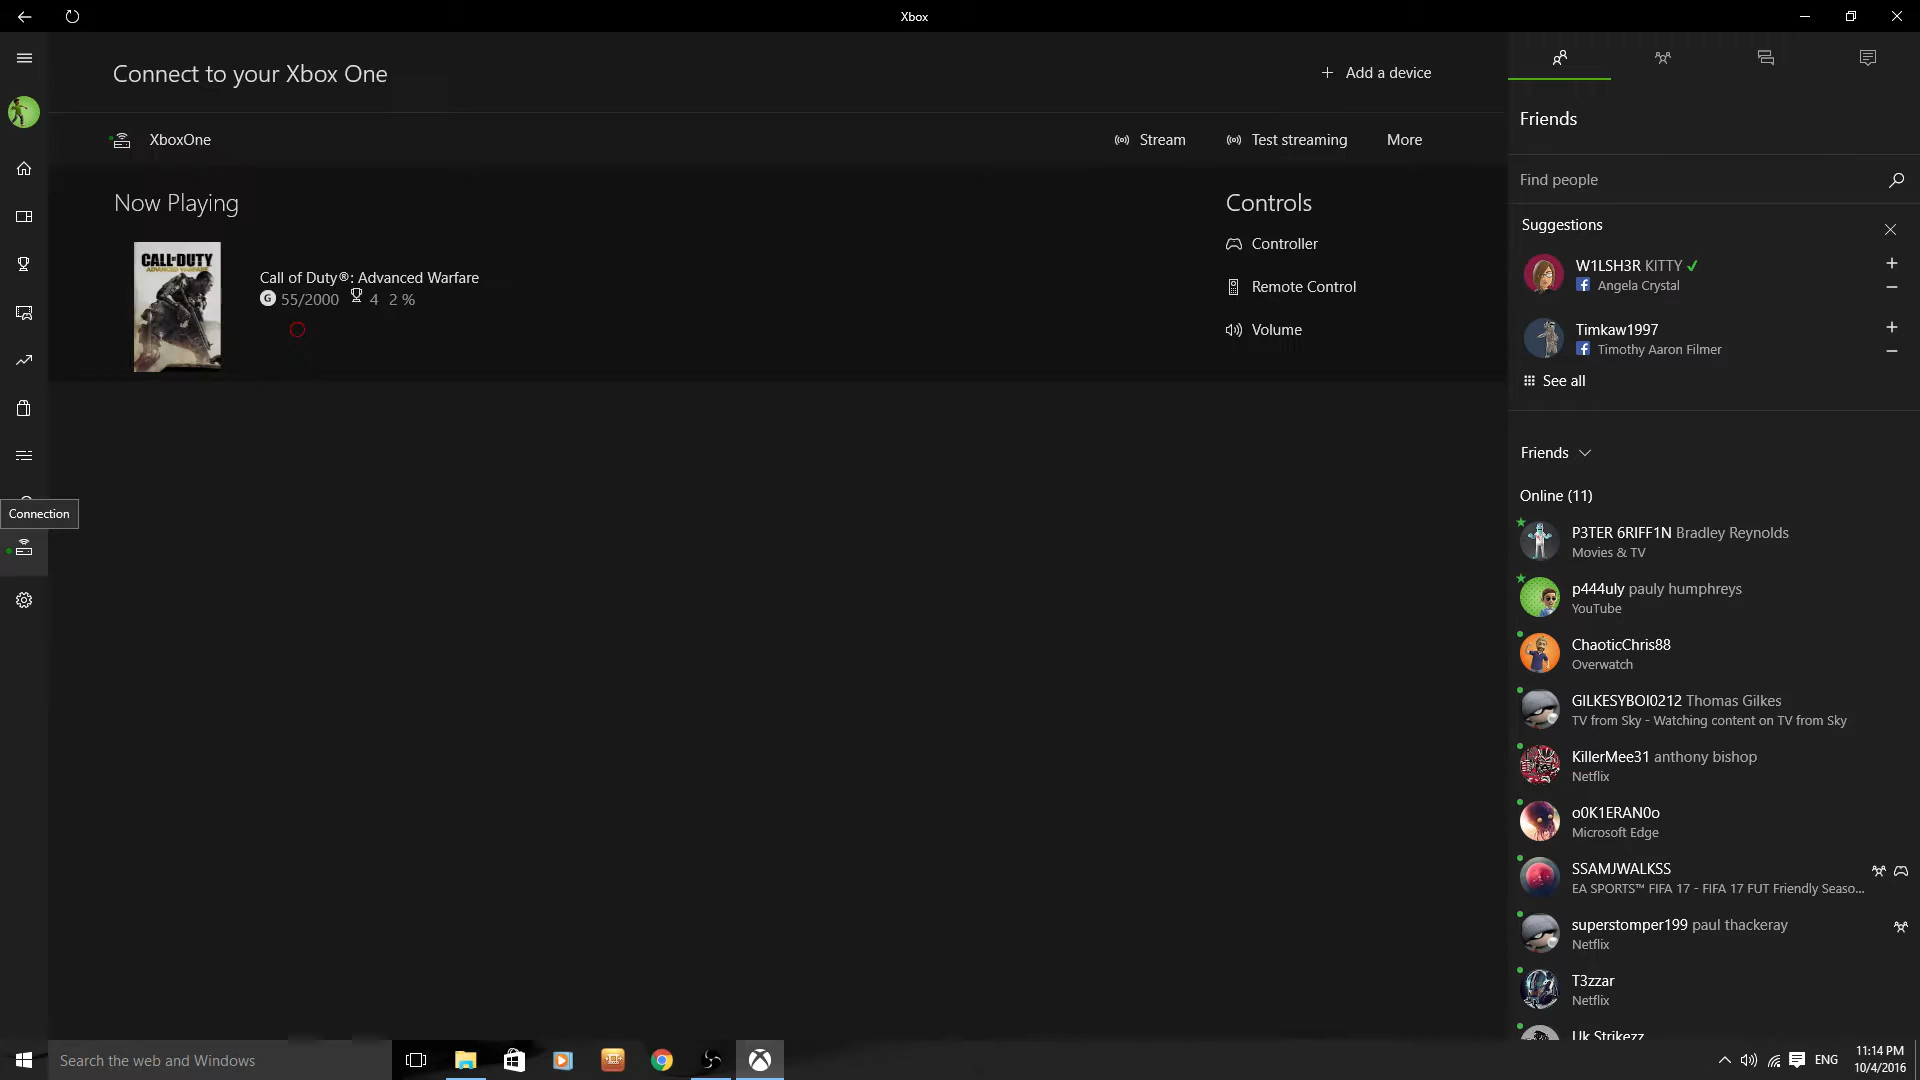 Xbox
Connect to your Xbox One
Add a device
XboxOne
Stream
Test streaming
More
Now Playing
CALL OF DUTY
ADVANCED WARFARE
Call of Duty®: Advanced Warfare
G 55/2000 4 2 %
Controls
Controller
Remote Control
Volume
Connection
Friends
Find people
Suggestions
W1LSH3R KITTY
Angela Crystal
Timkaw1997
Timothy Aaron Filmer
See all
Friends
Online (11)
P3TER 6RIFF1N Bradley Reynolds
Movies & TV
p444uly pauly humphreys
YouTube
ChaoticChris88
Overwatch
GILKESYBOI0212 Thomas Gilkes
TV from Sky - Watching content on TV from Sky
KillerMee31 anthony bishop
Netflix
o0K1ERAN0o
Microsoft Edge
SSAMJWALKSS
EA SPORTS™ FIFA 17 - FIFA 17 FUT Friendly Seaso...
superstomper199 paul thackeray
Netflix
T3zzar
Netflix
Uk Strikezz
Search the web and Windows
ENG
11:14 PM
10/4/2016